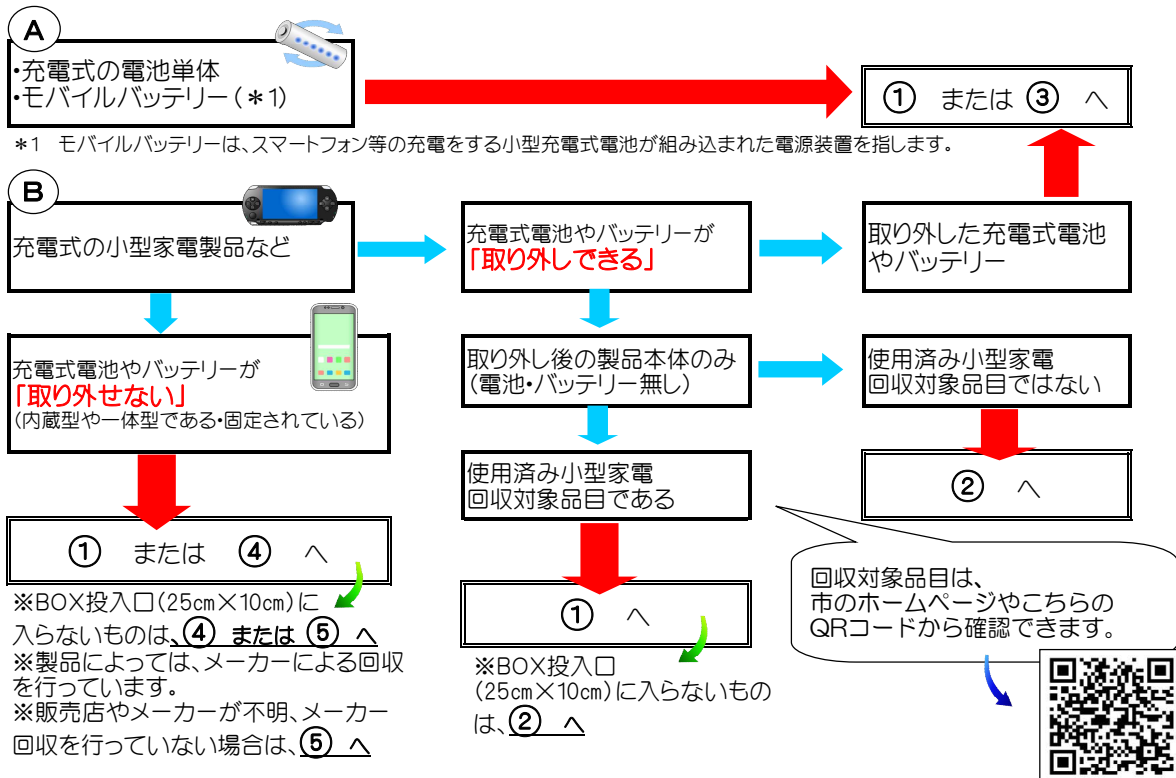 A
・充電式の電池単体
・モバイルバッテリー(＊1)
① または ③ へ
＊1 モバイルバッテリーは、スマートフォン等の充電をする小型充電式電池が組み込まれた電源装置を指します。
B
充電式の小型家電製品など
充電式電池やバッテリーが
「取り外しできる」
取り外した充電式電池
やバッテリー
充電式電池やバッテリーが
「取り外せない」
(内蔵型や一体型である・固定されている)
取り外し後の製品本体のみ
(電池・バッテリー無し)
使用済み小型家電
回収対象品目ではない
使用済み小型家電
回収対象品目である
② へ
① または ④ へ
※BOX投入口(25cm×10cm)に
入らないものは、④ または ⑤ へ
※製品によっては、メーカーによる回収
を行っています。
※販売店やメーカーが不明、メーカー
回収を行っていない場合は、⑤ へ
① へ
※BOX投入口
(25cm×10cm)に入らないもの
は、② へ
回収対象品目は、
市のホームページやこちらの
QRコードから確認できます。